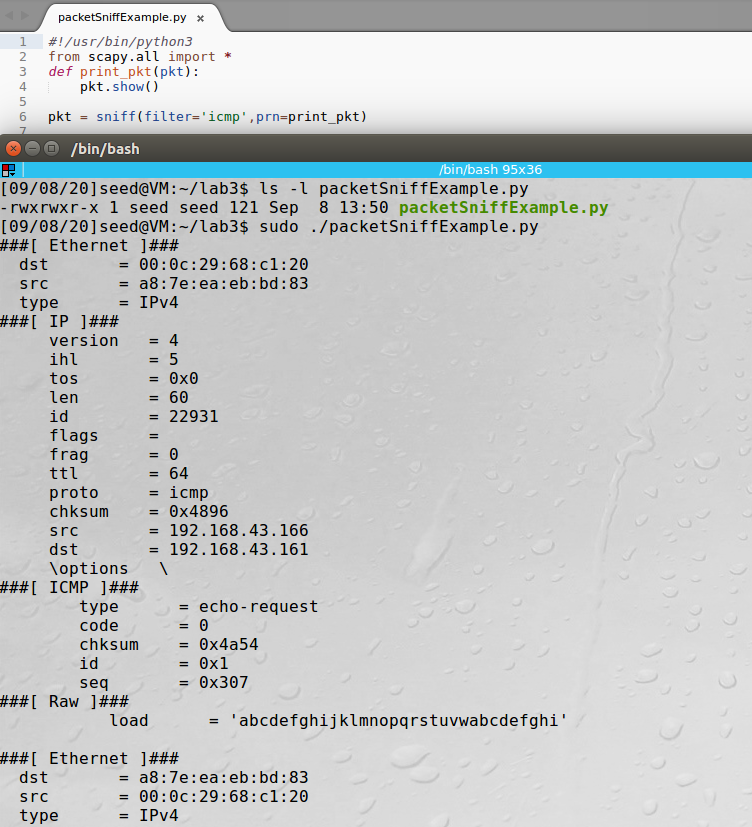 packetSniffExample.py ×
1 #!/usr/bin/python3
2 from scapy.all import *
3 def print_pkt(pkt):
4     pkt.show()
5
6 pkt = sniff(filter='icmp',prn=print_pkt)
7
/bin/bash
/bin/bash 95x36
[09/08/20]seed@VM:~/lab3$ ls -l packetSniffExample.py
-rwxrwxr-x 1 seed seed 121 Sep  8 13:50 packetSniffExample.py
[09/08/20]seed@VM:~/lab3$ sudo ./packetSniffExample.py
###[ Ethernet ]###
  dst       = 00:0c:29:68:c1:20
  src       = a8:7e:ea:eb:bd:83
  type      = IPv4
###[ IP ]###
     version   = 4
     ihl       = 5
     tos       = 0x0
     len       = 60
     id        = 22931
     flags     =
     frag      = 0
     ttl       = 64
     proto     = icmp
     chksum    = 0x4896
     src       = 192.168.43.166
     dst       = 192.168.43.161
     \options   \
###[ ICMP ]###
        type      = echo-request
        code      = 0
        chksum    = 0x4a54
        id        = 0x1
        seq       = 0x307
###[ Raw ]###
           load      = 'abcdefghijklmnopqrstuvwabcdefghi'

###[ Ethernet ]###
  dst       = a8:7e:ea:eb:bd:83
  src       = 00:0c:29:68:c1:20
  type      = IPv4